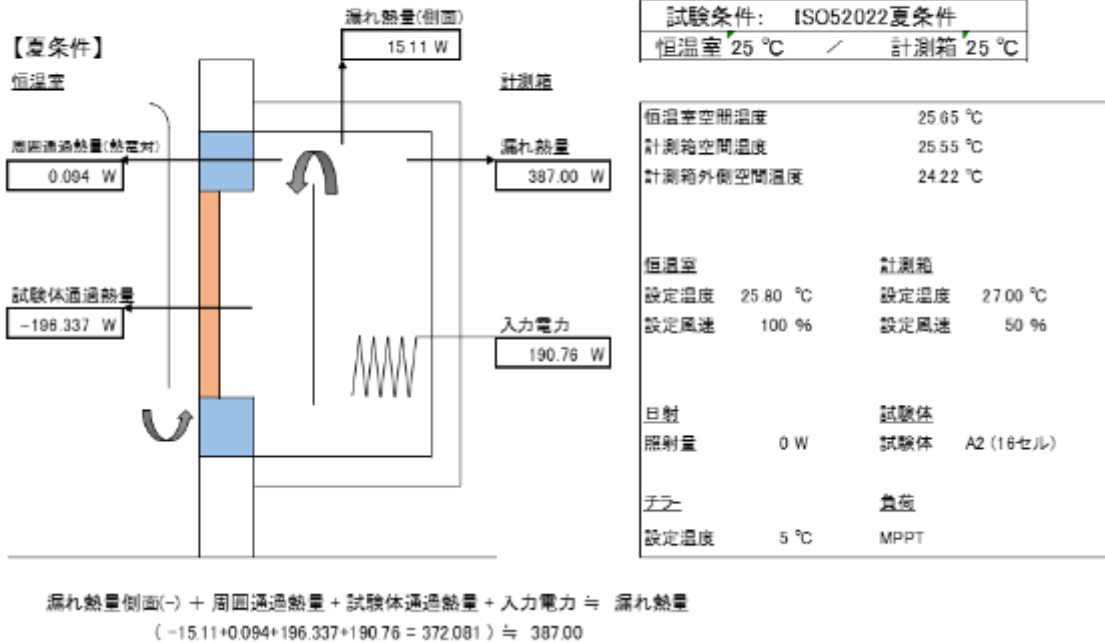 漏れ熱量(側面)
15.11 W
試験条件: ISO52022夏条件
恒温室 25 ℃ / 計測箱 25 ℃
【夏条件】
恒温室
計測箱
周囲通過熱量(熱電対)
0.094 W
漏れ熱量
387.00 W
試験体通過熱量
-196.337 W
入力電力
190.76 W
恒温室空間温度 25.65 ℃
計測箱空間温度 25.55 ℃
計測箱外側空間温度 24.22 ℃
恒温室 計測箱
設定温度 25.80 ℃ 設定温度 27.00 ℃
設定風速 100 % 設定風速 50 %
日射 試験体
照射量 0 W 試験体 A2 (16セル)
チラー 負荷
設定温度 5 ℃ MPPT
漏れ熱量側面(-) + 周囲通過熱量 + 試験体通過熱量 + 入力電力 ≒ 漏れ熱量
( -15.11+0.094+196.337+190.76 = 372.081 ) ≒ 387.00